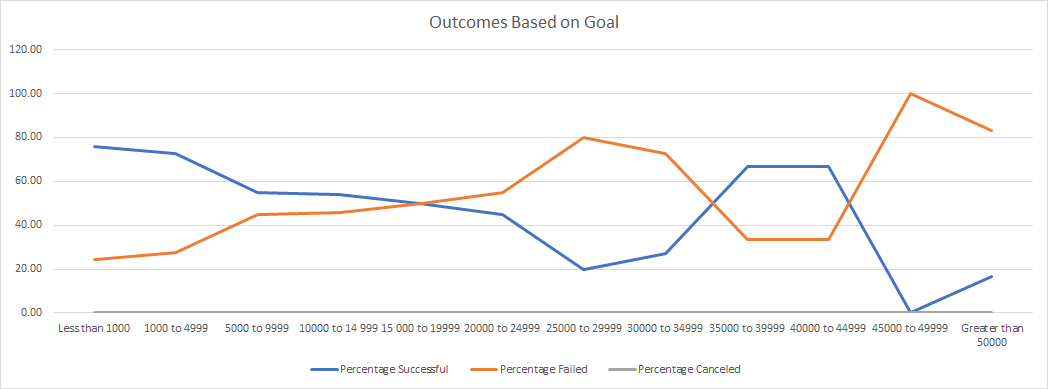 Outcomes Based on Goal
120.00
100.00
80.00
60.00
40.00
20.00
0.00
Less than 1000 1000 to 4999 5000 to 9999 10000 to 14 999 15 000 to 19999 20000 to 24999 25000 to 29999 30000 to 34999 35000 to 39999 40000 to 44999 45000 to 49999 Greater than
50000
Percentage Successful Percentage Failed Percentage Canceled